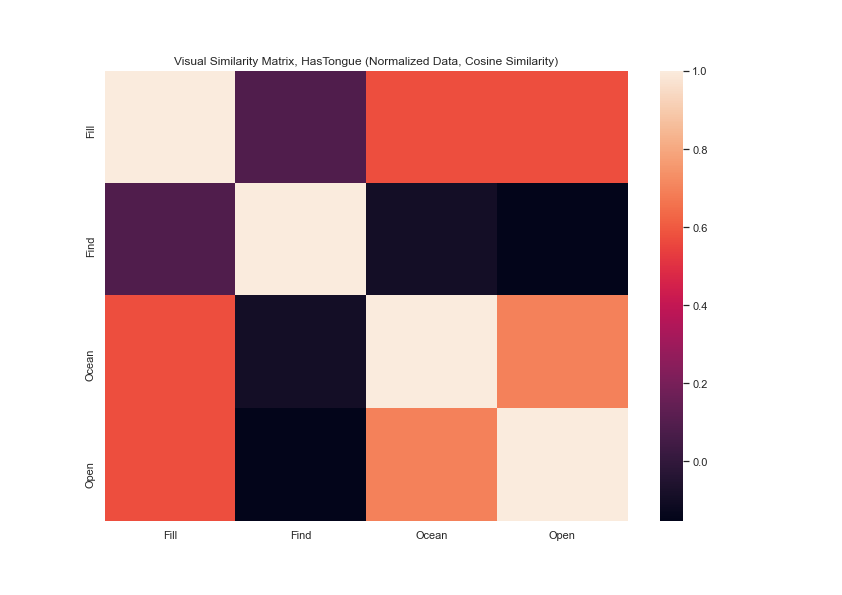 Visual Similarity Matrix, HasTongue (Normalized Data, Cosine Similarity)
Fill
Find
Ocean
Open
Fill Find Ocean Open
1.0
0.8
0.6
0.4
0.2
0.0